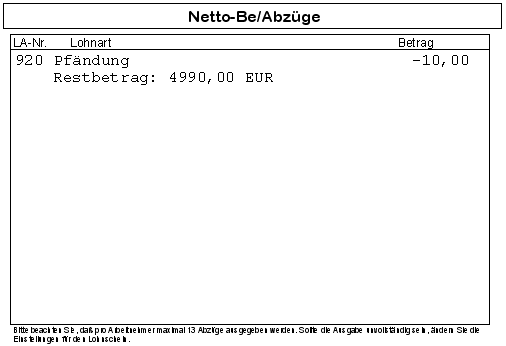 Netto-Be/Abzüge
LA-Nr. Lohnart Betrag
920 Pfändung -10,00
Restbetrag: 4990,00 EUR
Bitte beachten Sie, daß pro Arbeitnehmer maximal 13 Abzüge ausgegeben werden. Sollte die Ausgabe unvollständig sein, ändern Sie die
Einstellungen für den Lohnschein.